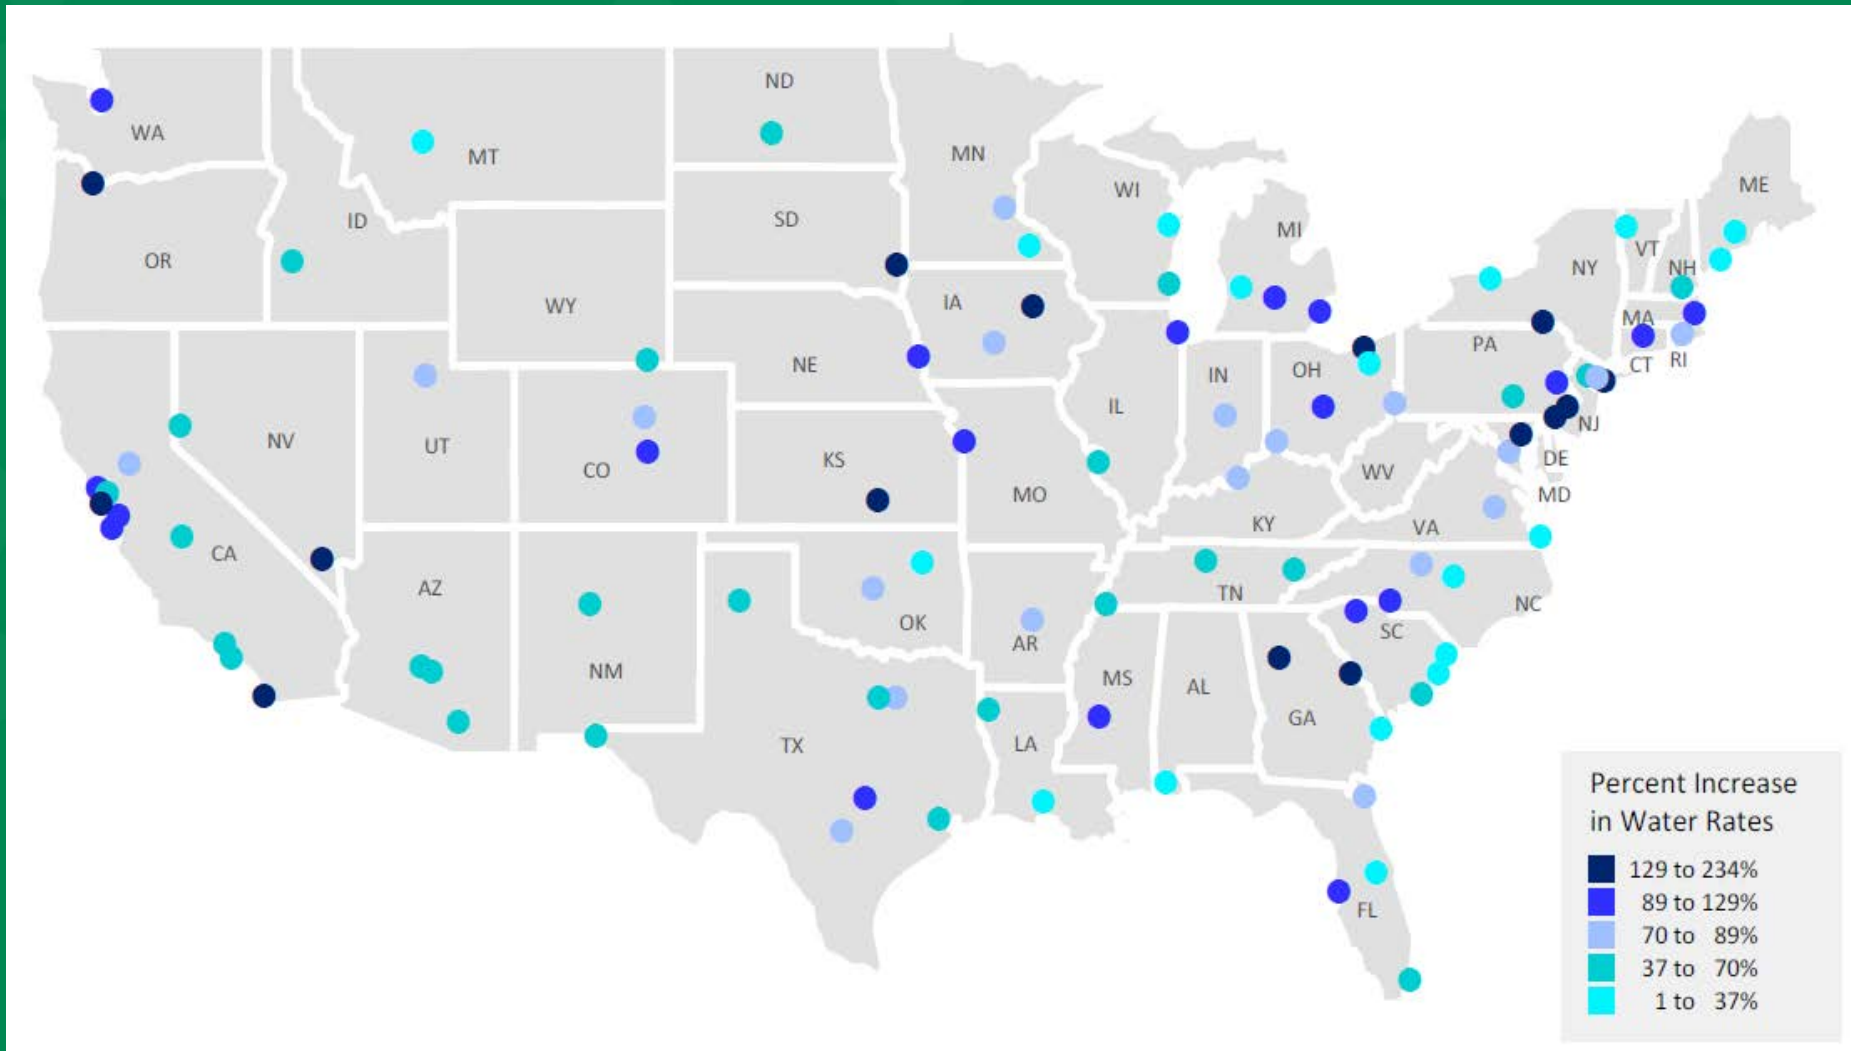 ND
WA
MN
MT
ME
WI
SD
ID
MI
VT
OR
NY
NH
IA
WY
MA
PA
RI
NE
CT
OH
IN
IL
NJ
NV
UT
KS
DE
CO
WV
MO
MD
KY
VA
CA
AZ
TN
NC
OK
SC
AR
NM
MS
AL
GA
LA
TX
FL
Percent Increase
in Water Rates
129 to 234%
89 to 129%
70 to 89%
37 to 70%
1 to 37%